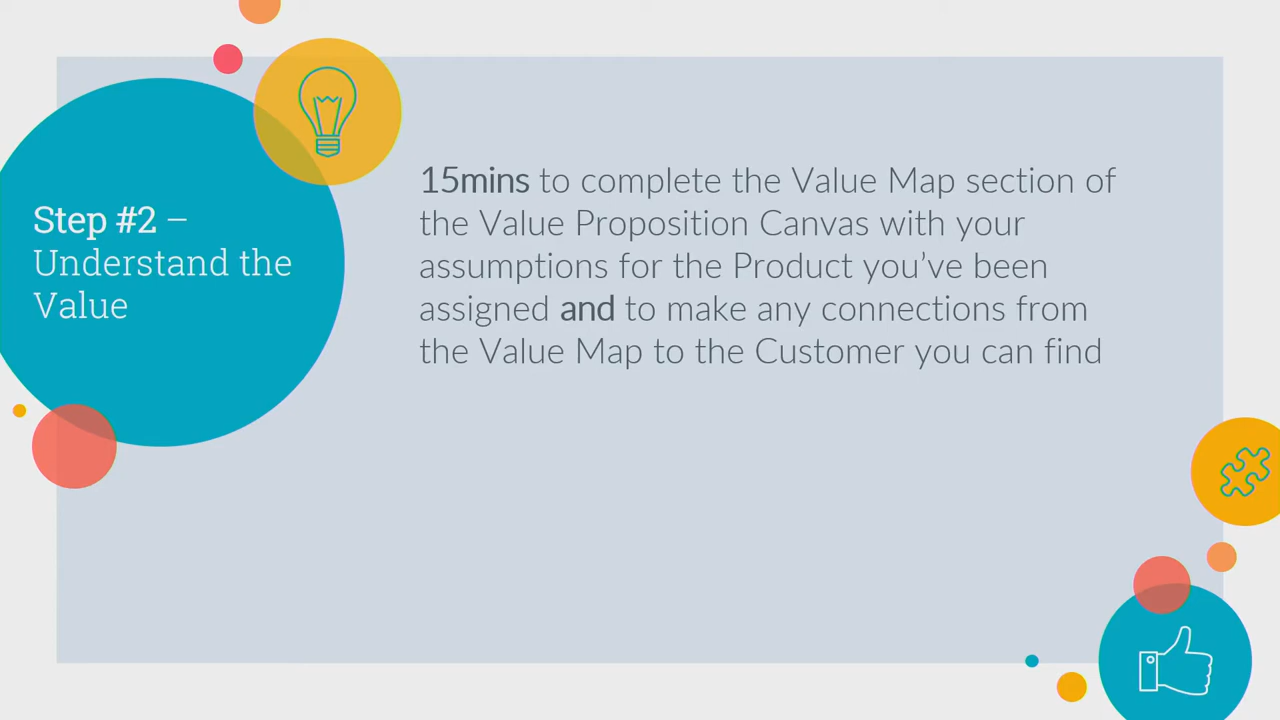 Step #2 –
Understand the
Value
15mins to complete the Value Map section of
the Value Proposition Canvas with your
assumptions for the Product you’ve been
assigned and to make any connections from
the Value Map to the Customer you can find